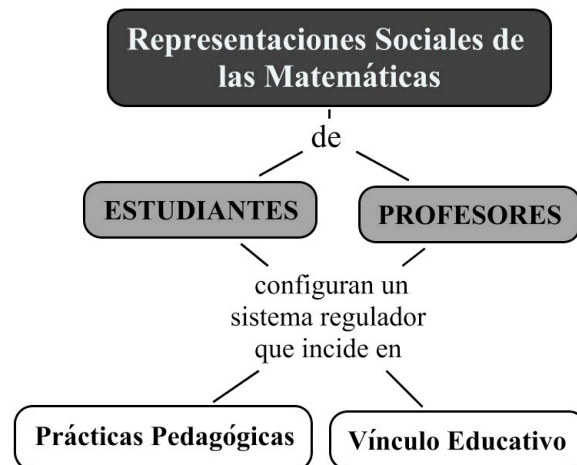 Representaciones Sociales de
las Matemáticas
de
ESTUDIANTES
PROFESORES
configuran un
sistema regulador
que incide en
Prácticas Pedagógicas
Vínculo Educativo